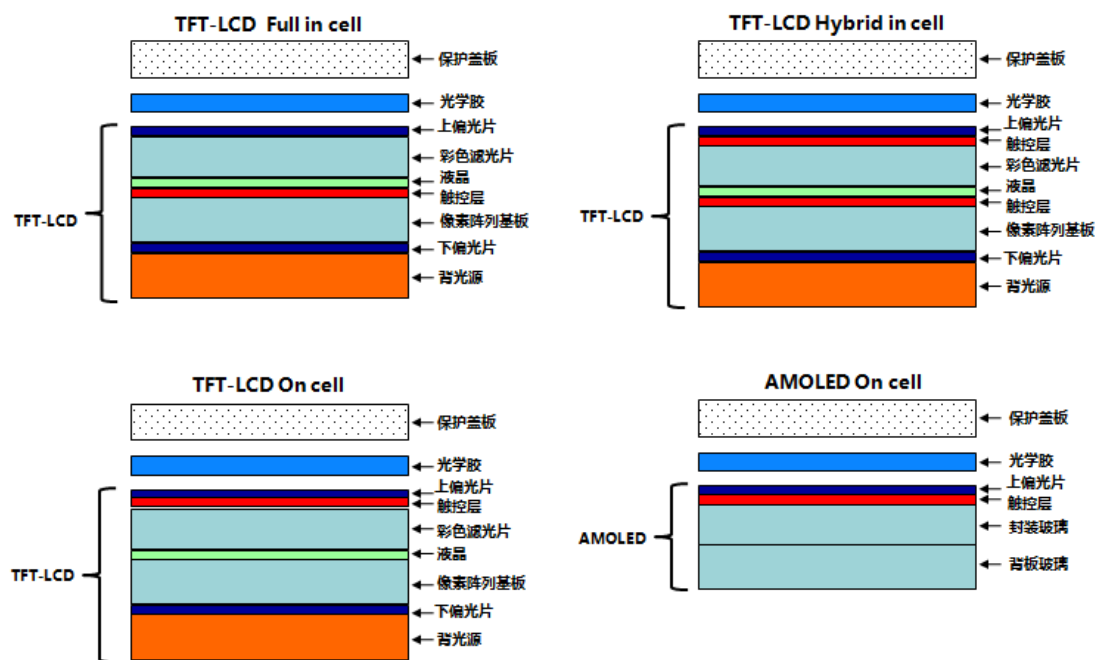 TFT-LCD Full in cell
保护盖板
光学胶
上偏光片
彩色滤光片
液晶
触控层
TFT-LCD
像素阵列基板
下偏光片
背光源
TFT-LCD Hybrid in cell
保护盖板
光学胶
上偏光片
触控层
彩色滤光片
液晶
触控层
TFT-LCD
像素阵列基板
下偏光片
背光源
TFT-LCD On cell
保护盖板
光学胶
上偏光片
触控层
彩色滤光片
液晶
TFT-LCD
像素阵列基板
下偏光片
背光源
AMOLED On cell
保护盖板
光学胶
上偏光片
触控层
封装玻璃
AMOLED
背板玻璃